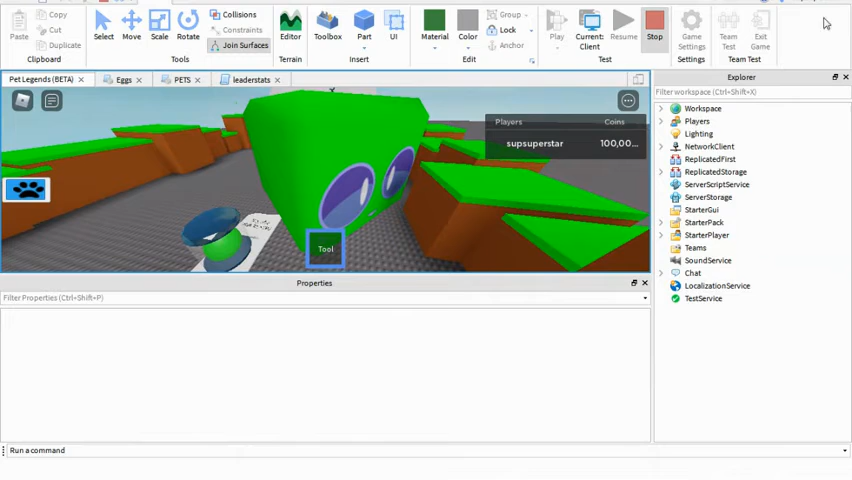 Copy
Cut
Duplicate
Paste
Clipboard
Select
Move
Scale
Rotate
Collisions
Constraints
Join Surfaces
Tools
Editor
Terrain
Toolbox
Part
UI
Insert
Material
Color
Group
Lock
Anchor
Edit
Play
Current:
Client
Resume
Stop
Test
Game
Settings
Settings
Team
Test
Exit
Game
Team Test
Pet Legends (BETA)
Eggs
PETS
leaderstats
Players
Coins
supsuperstar
100,00...
Tool
Explorer
Filter workspace (Ctrl+Shift+X)
Workspace
Players
Lighting
NetworkClient
ReplicatedFirst
ReplicatedStorage
ServerScriptService
ServerStorage
StarterGui
StarterPack
StarterPlayer
Teams
SoundService
Chat
LocalizationService
TestService
Properties
Filter Properties (Ctrl+Shift+P)
Run a command